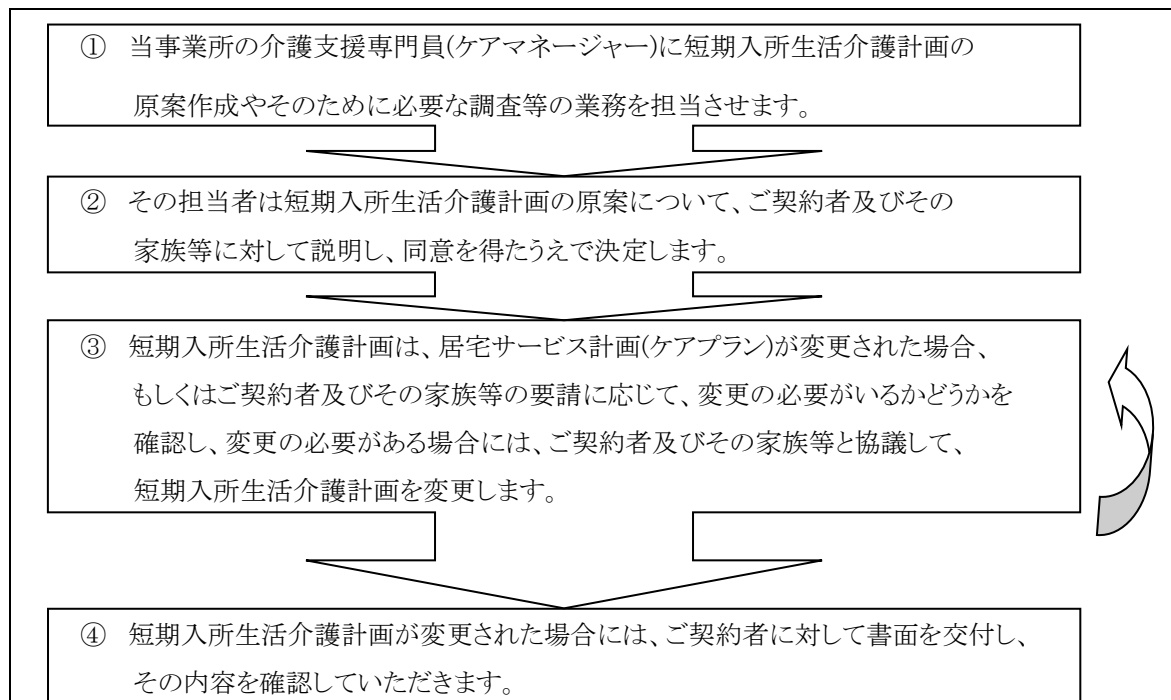 ① 当事業所の介護支援専門員(ケアマネージャー)に短期入所生活介護計画の
原案作成やそのために必要な調査等の業務を担当させます。
② その担当者は短期入所生活介護計画の原案について、ご契約者及びその
家族等に対して説明し、同意を得たうえで決定します。
③ 短期入所生活介護計画は、居宅サービス計画(ケアプラン)が変更された場合、
もしくはご契約者及びその家族等の要請に応じて、変更の必要がいるかどうかを
確認し、変更の必要がある場合には、ご契約者及びその家族等と協議して、
短期入所生活介護計画を変更します。
④ 短期入所生活介護計画が変更された場合には、ご契約者に対して書面を交付し、
その内容を確認していただきます。